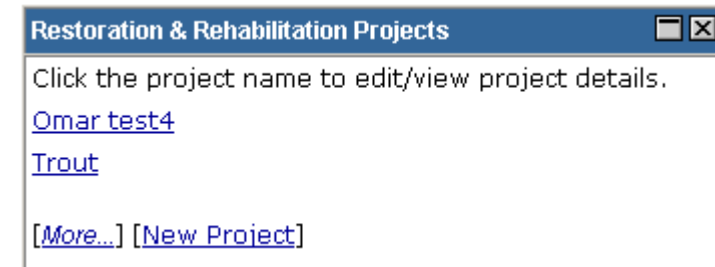 Restoration & Rehabilitation Projects
Click the project name to edit/view project details.
Omar test4
Trout
[More...] [New Project]